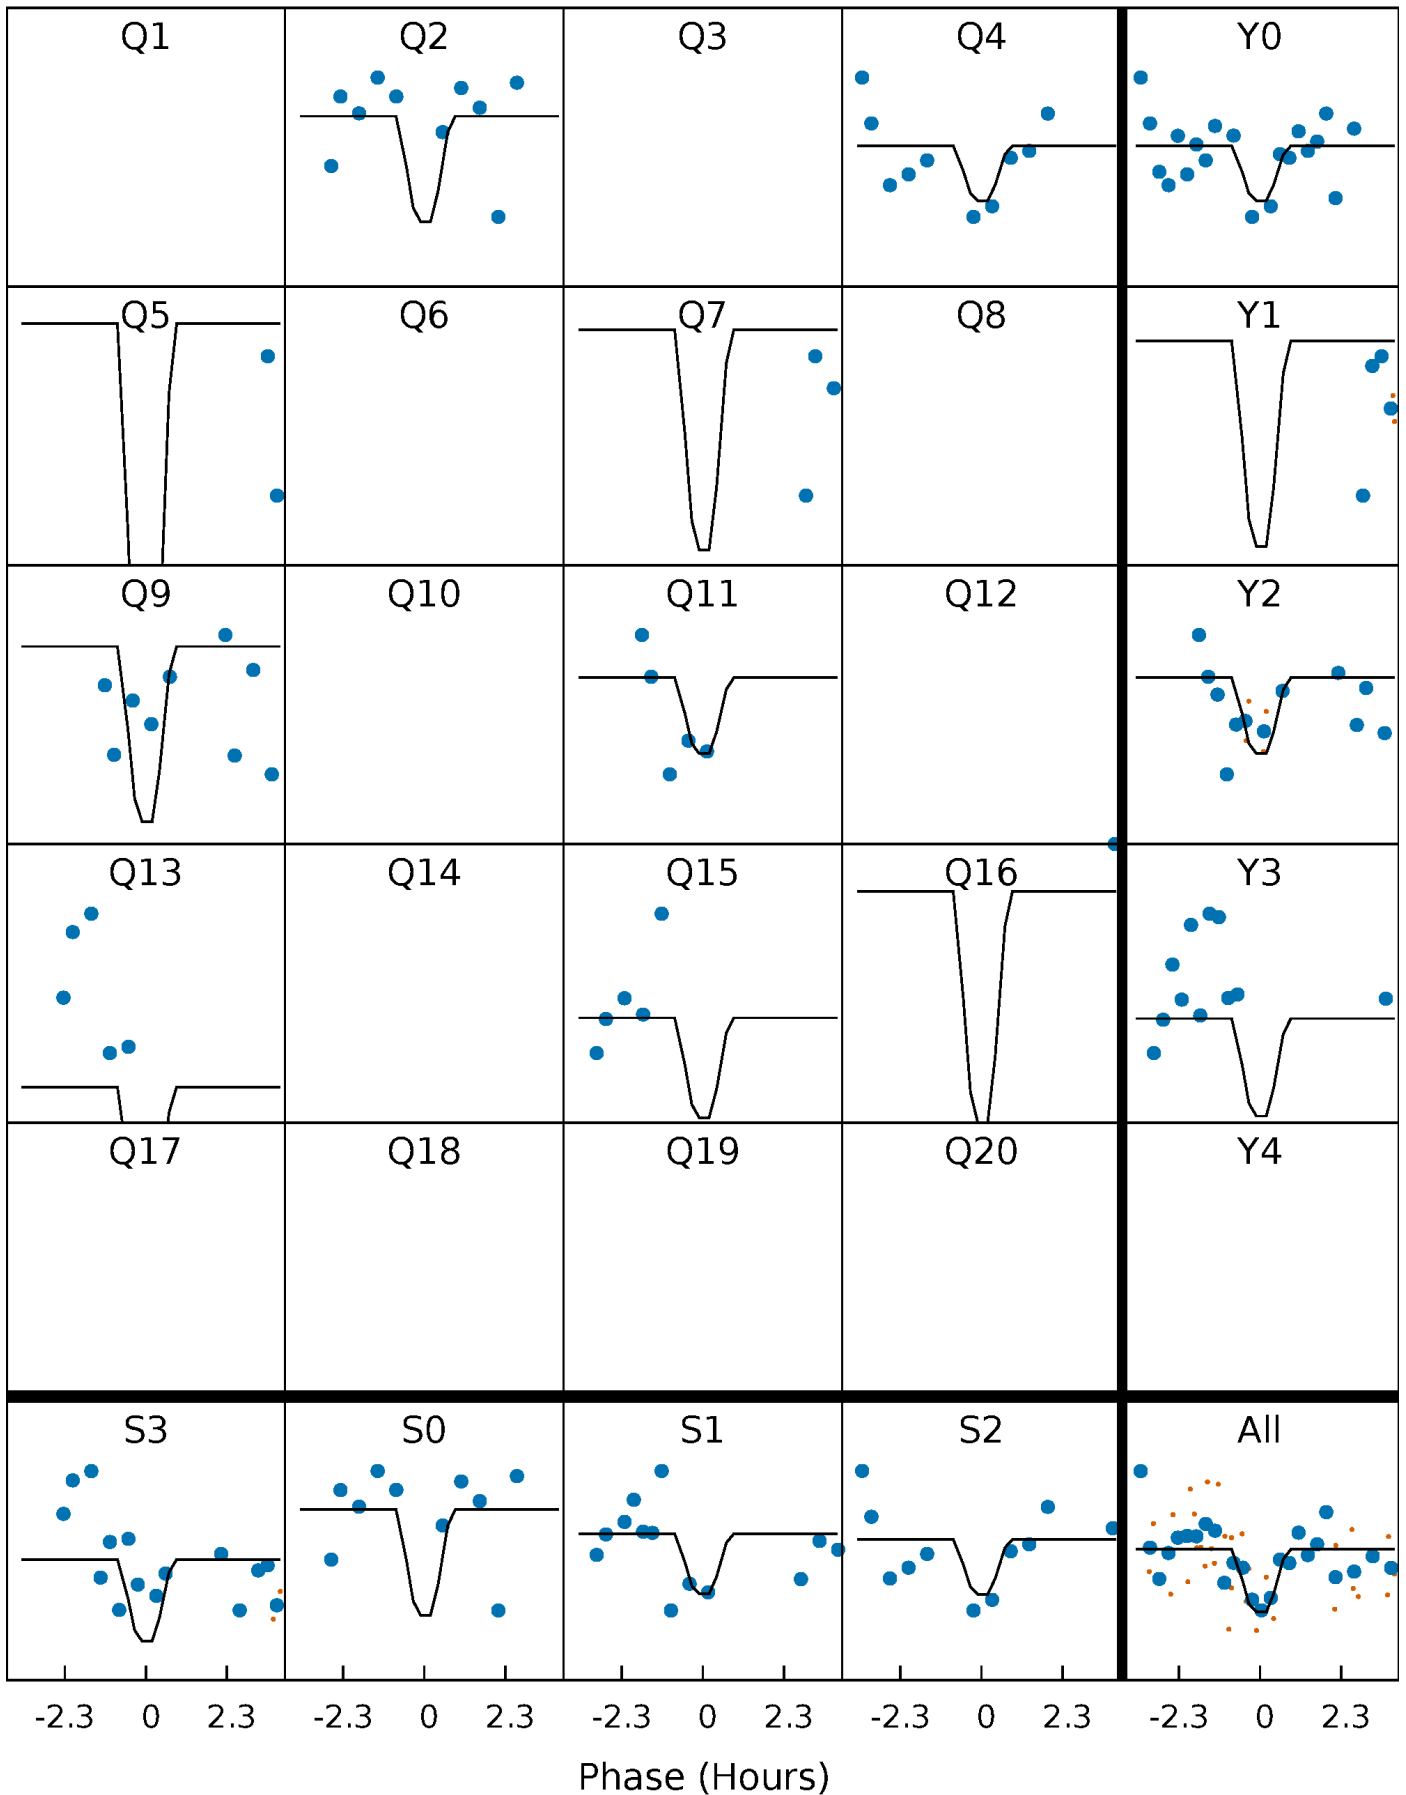 Q1 Q2 Q3 Q4 Y0
Q5 Q6 Q7 Q8 Y1
Q9 Q10 Q11 Q12 Y2
Q13 Q14 Q15 Q16 Y3
Q17 Q18 Q19 Q20 Y4
S3 S0 S1 S2 All
-2.3 0 2.3 -2.3 0 2.3 -2.3 0 2.3 -2.3 0 2.3 -2.3 0 2.3
Phase (Hours)